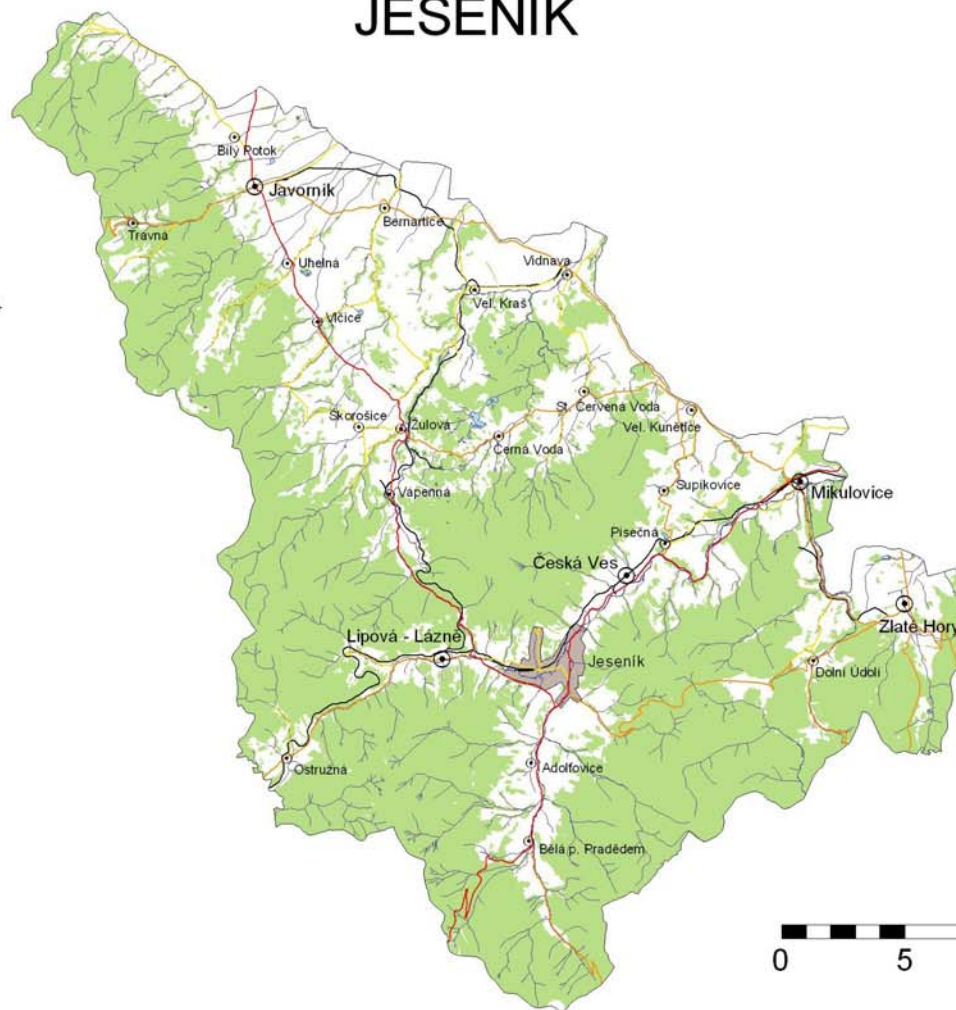 JESENÍK
Bílý Potok
Javorník
Bernartice
Travná
Uhelná
Vidnava
Vel. Kraš
Vlčice
St. Červená Voda
Skorošice
Žulová
Vel. Kunětice
Černá Voda
Supíkovice
Vápenná
Mikulovice
Písečná
Česká Ves
Zlaté Hory
Lipová - Lázně
Jeseník
Dolní Údolí
Ostružná
Adolfovice
Bělá p. Pradědem
0 5